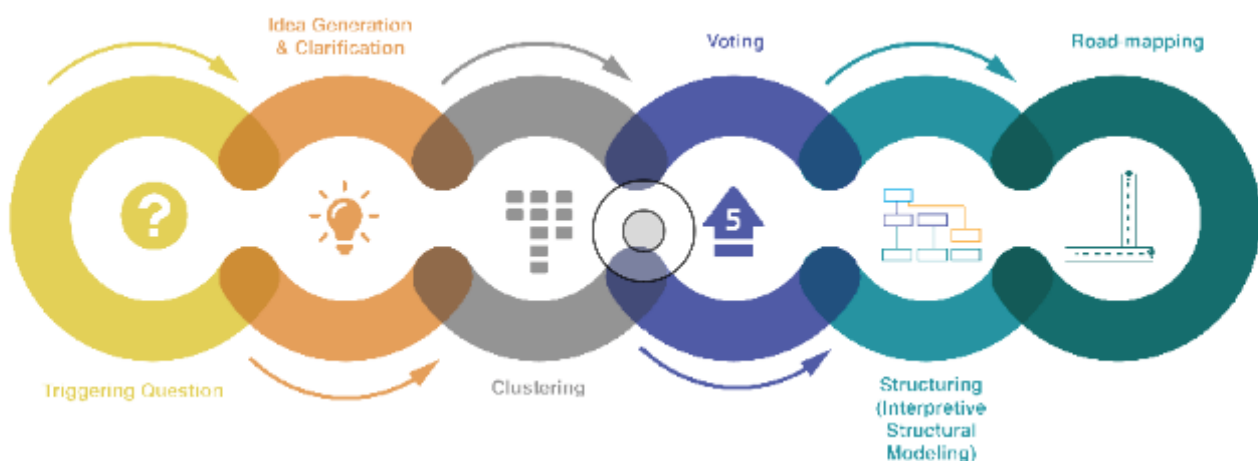 Idea Generation
& Clarification
Voting
Road-mapping
?
5
Triggering Question
Clustering
Structuring
(Interpretive
Structural
Modeling)